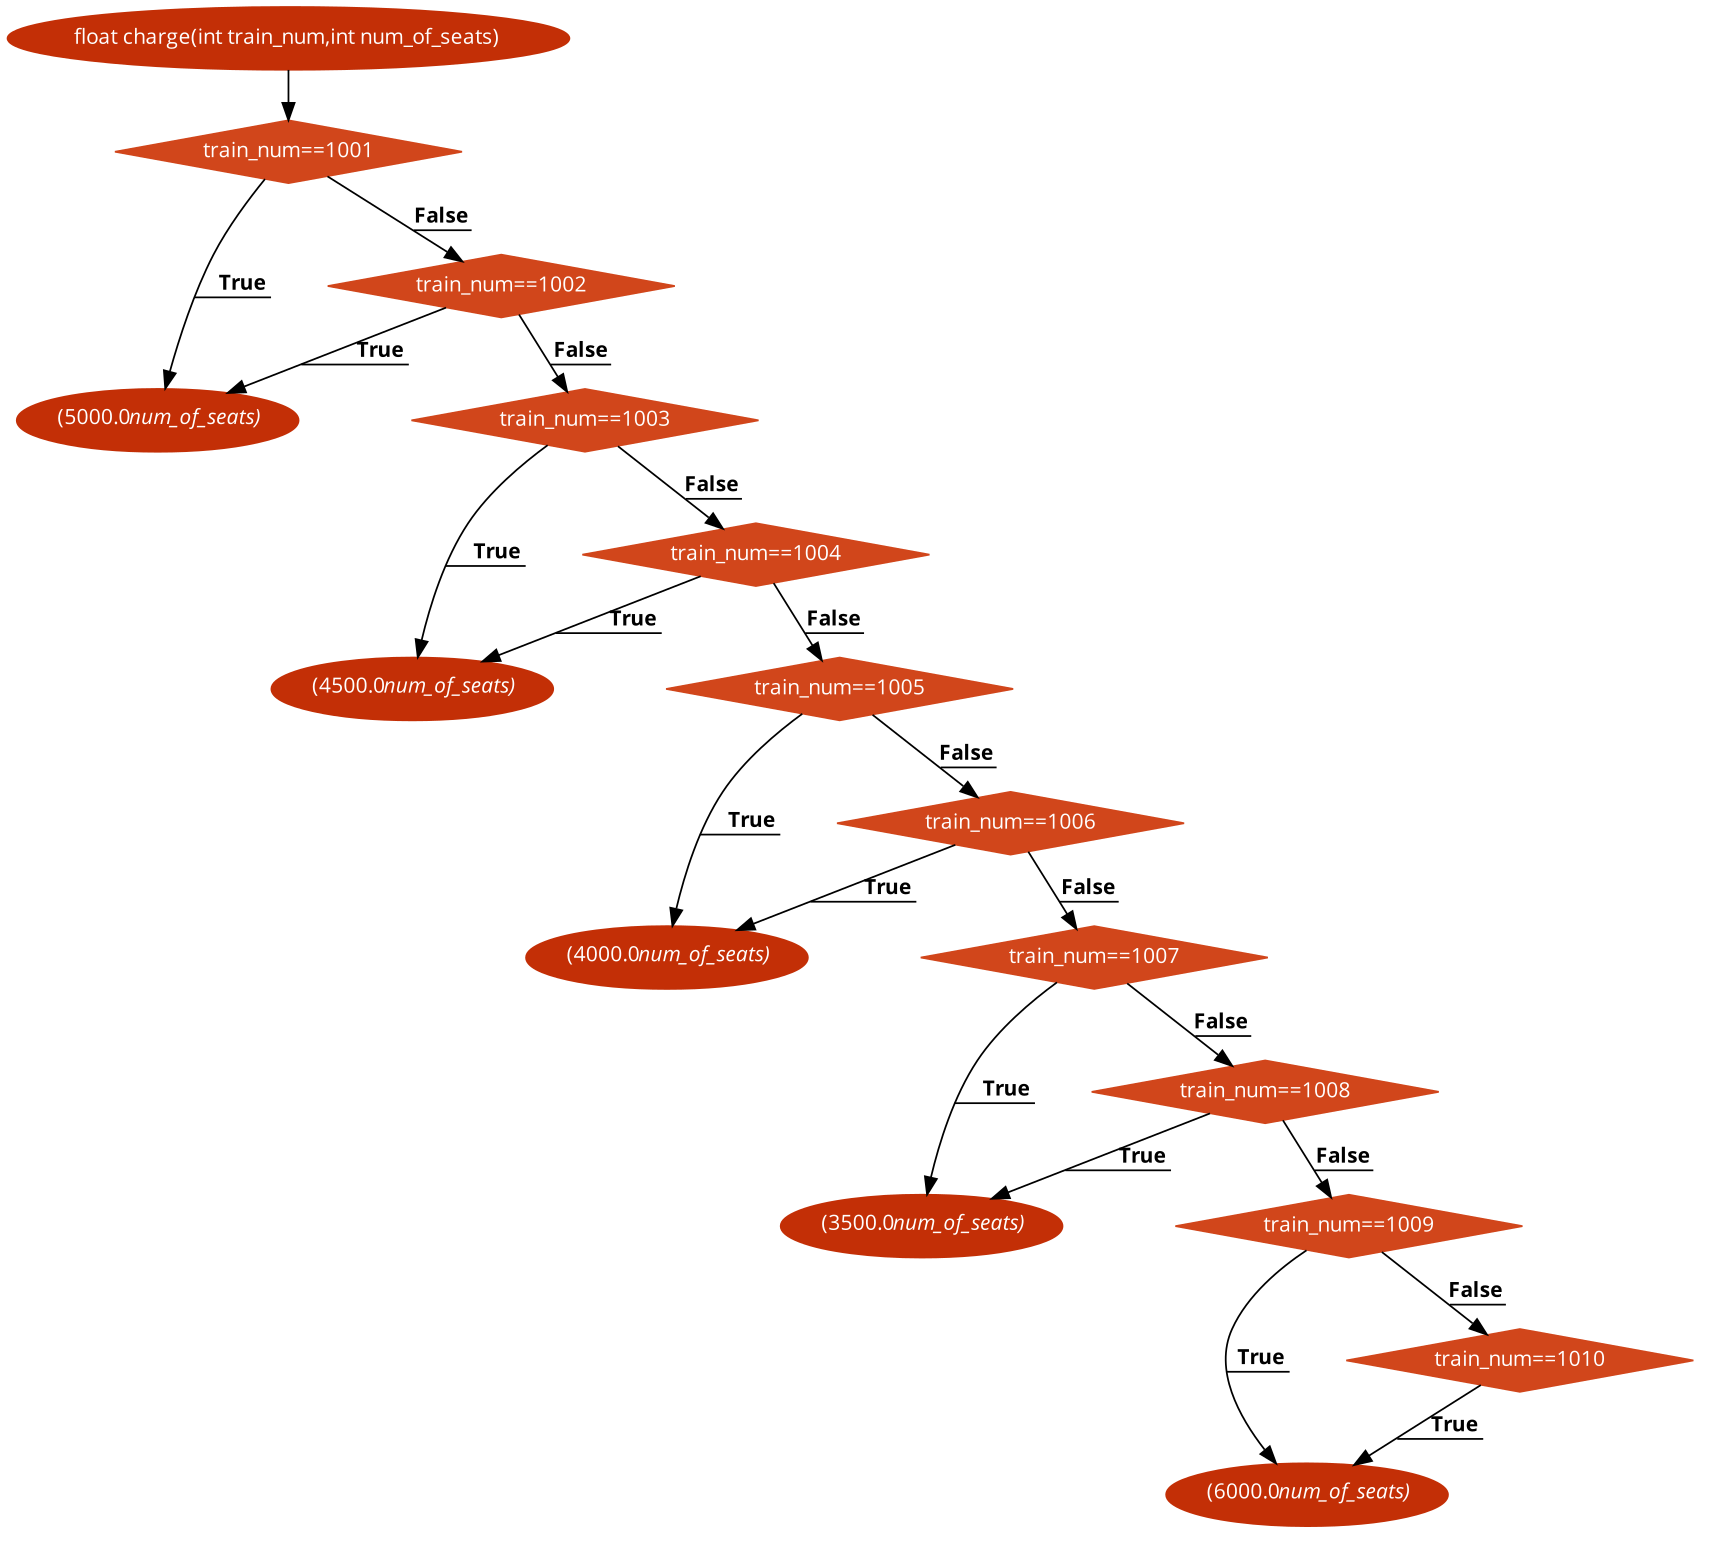 float charge(int train_num,int num_of_seats)
train_num==1001
False
True
train_num==1002
True
False
(5000.0num_of_seats)
train_num==1003
False
True
train_num==1004
True
False
(4500.0num_of_seats)
train_num==1005
False
True
train_num==1006
True
False
(4000.0num_of_seats)
train_num==1007
False
True
train_num==1008
True
False
(3500.0num_of_seats)
train_num==1009
False
True
train_num==1010
True
(6000.0num_of_seats)